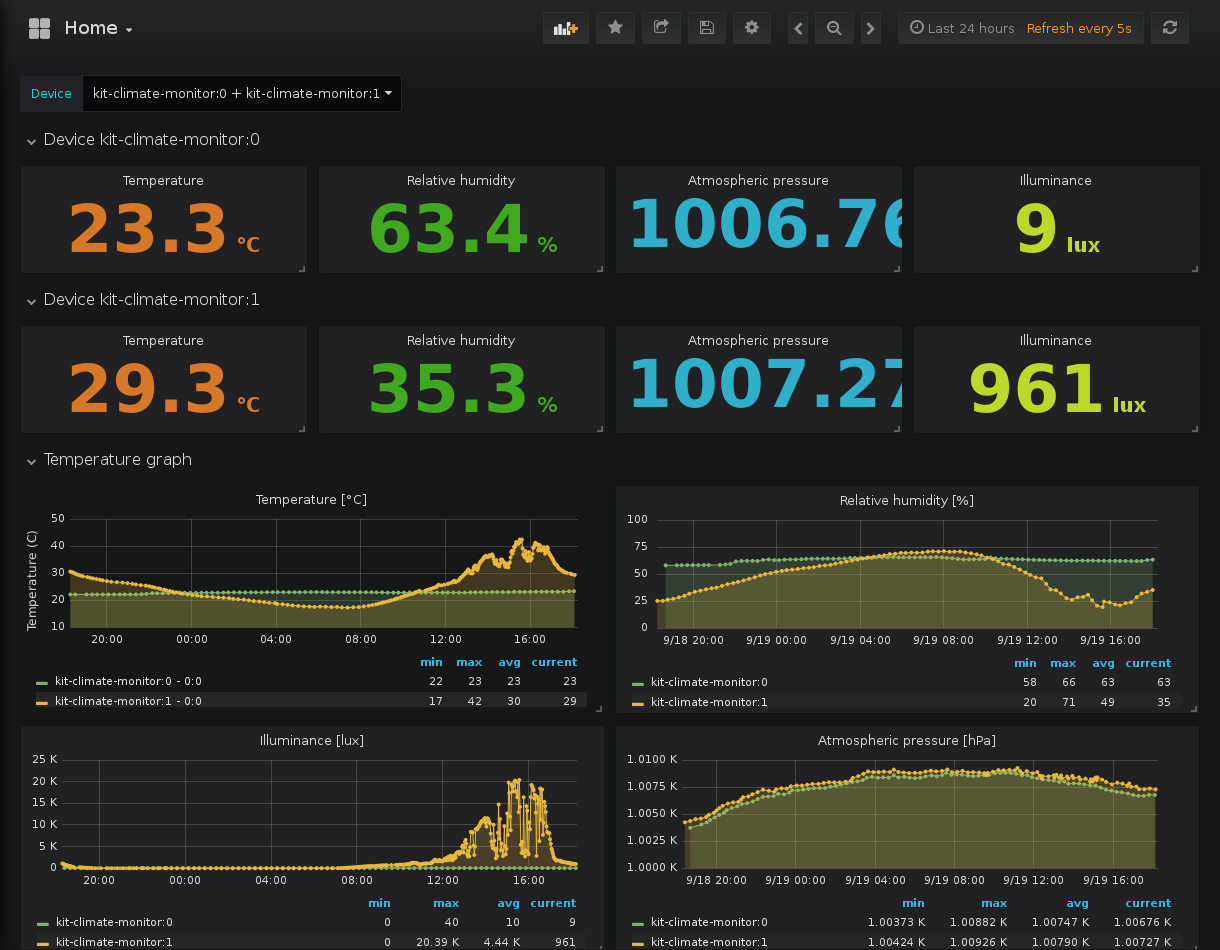 Home
Last 24 hours Refresh every 5s
Device kit-climate-monitor:0 + kit-climate-monitor:1
Device kit-climate-monitor:0
Temperature Relative humidity Atmospheric pressure Illuminance
23.3 °C 63.4 % 1006.76 9 lux
Device kit-climate-monitor:1
Temperature Relative humidity Atmospheric pressure Illuminance
29.3 °C 35.3 % 1007.27 961 lux
Temperature graph
Temperature [°C]
Temperature (C)
50
40
30
20
10
20:00 00:00 04:00 08:00 12:00 16:00
min max avg current
kit-climate-monitor:0 - 0:0 22 23 23 23
kit-climate-monitor:1 - 0:0 17 42 30 29
Relative humidity [%]
100
75
50
25
0
9/18 20:00 9/19 00:00 9/19 04:00 9/19 08:00 9/19 12:00 9/19 16:00
min max avg current
kit-climate-monitor:0 58 66 63 63
kit-climate-monitor:1 20 71 49 35
Illuminance [lux]
25 K
20 K
15 K
10 K
5 K
0
20:00 00:00 04:00 08:00 12:00 16:00
min max avg current
kit-climate-monitor:0 0 40 10 9
kit-climate-monitor:1 0 20.39 K 4.44 K 961
Atmospheric pressure [hPa]
1.0100 K
1.0075 K
1.0050 K
1.0025 K
1.0000 K
9/18 20:00 9/19 00:00 9/19 04:00 9/19 08:00 9/19 12:00 9/19 16:00
min max avg current
kit-climate-monitor:0 1.00373 K 1.00882 K 1.00747 K 1.00676 K
kit-climate-monitor:1 1.00424 K 1.00926 K 1.00790 K 1.00727 K